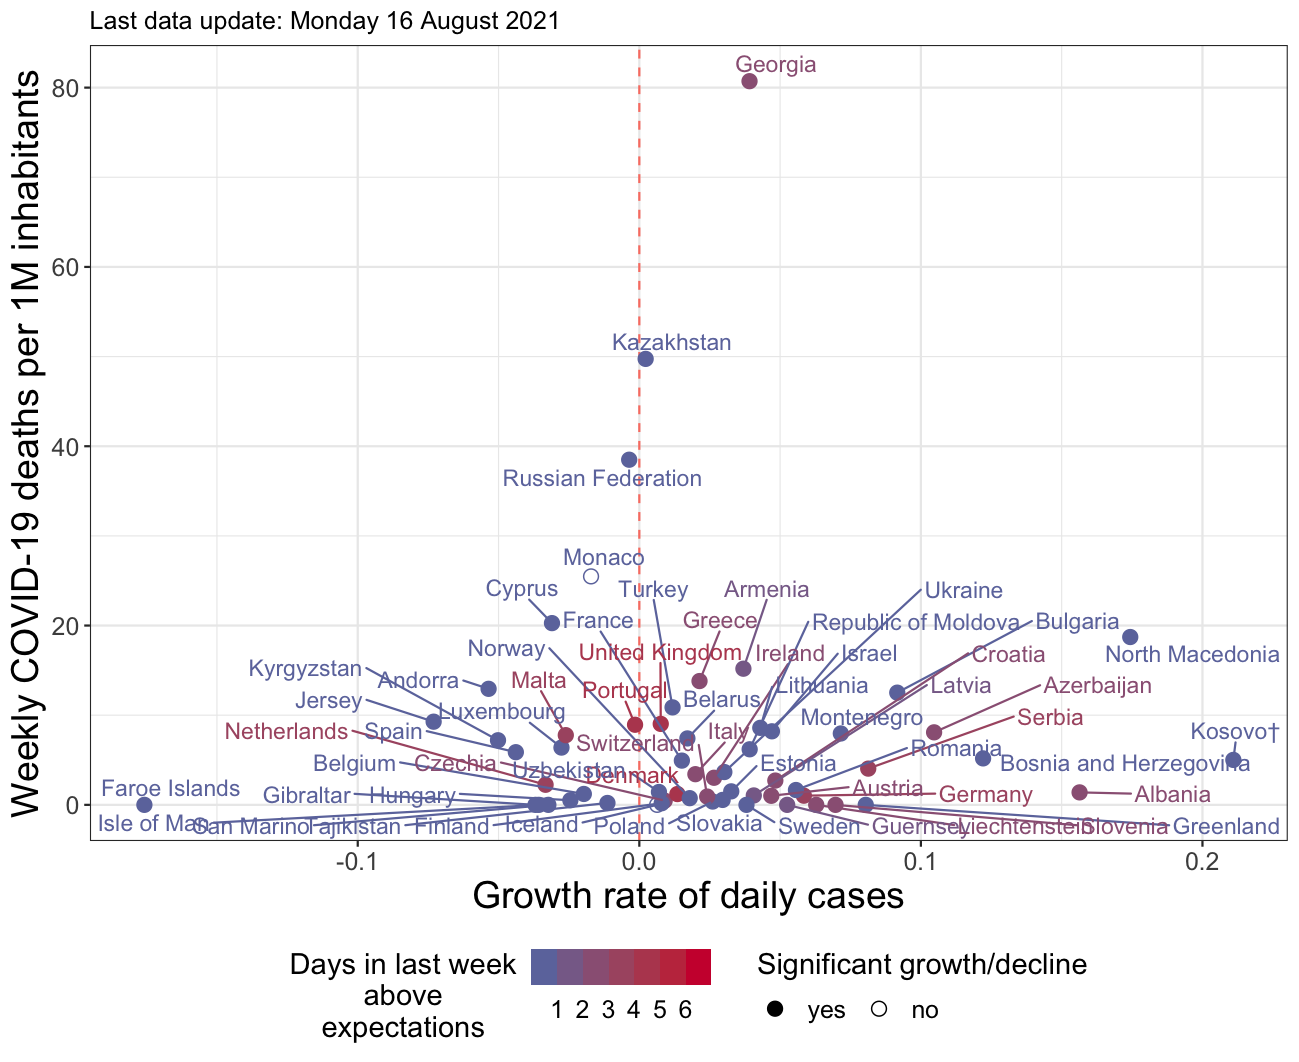 Last data update: Monday 16 August 2021
Weekly COVID-19 deaths per 1M inhabitants
80
60
40
20
0
Georgia
Kazakhstan
Russian Federation
Monaco
Cyprus
Turkey
Armenia
Ukraine
France
Greece
Republic of Moldova
Bulgaria
Norway
United Kingdom
Ireland
Israel
Croatia
North Macedonia
Kyrgyzstan
Andorra
Malta
Portugal
Lithuania
Latvia
Azerbaijan
Jersey
Luxembourg
Belarus
Montenegro
Serbia
Netherlands
Spain
Switzerland
Italy
Kosovo†
Romania
Belgium
Czechia
Uzbekistan
Denmark
Estonia
Bosnia and Herzegovina
Faroe Islands
Gibraltar
Hungary
Austria
Germany
Albania
Isle of Man
San Marino
Tajikistan
Finland
Iceland
Poland
Slovakia
Sweden
Guernsey
Liechtenstein
Slovenia
Greenland
-0.1
0.0
0.1
0.2
Growth rate of daily cases
Days in last week
above
expectations
1 2 3 4 5 6
Significant growth/decline
yes
no